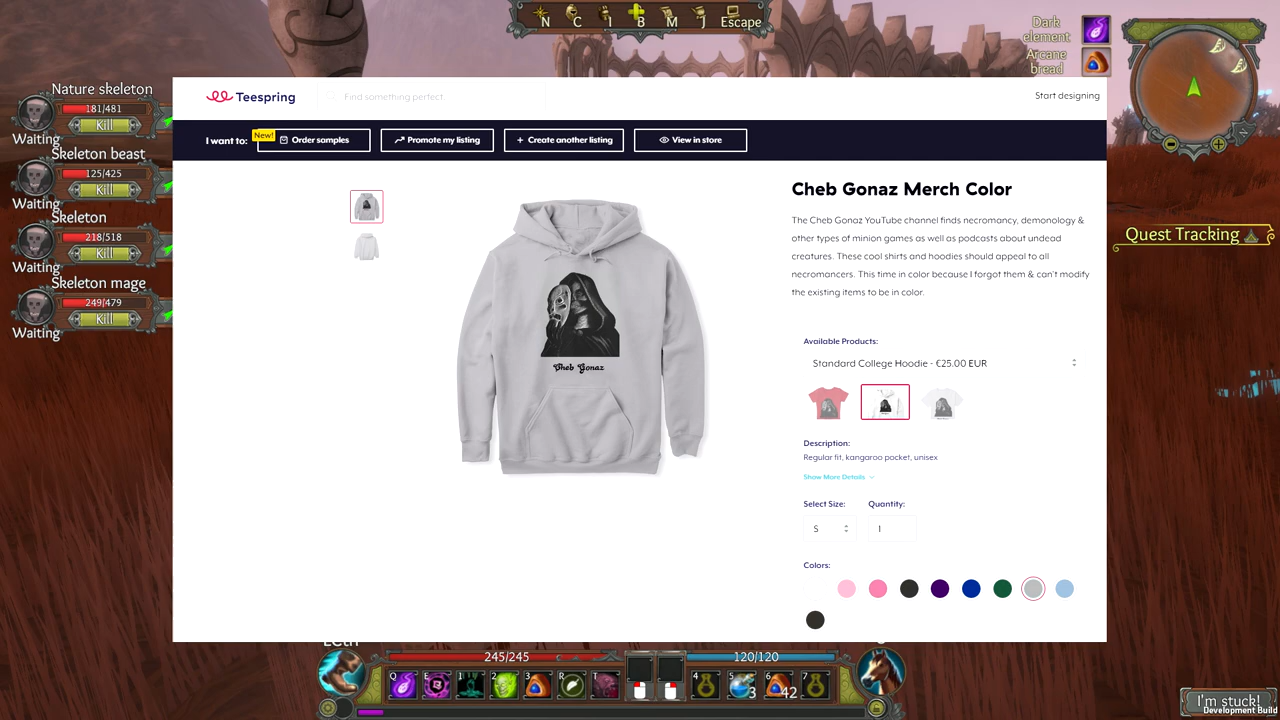 N C I B M J Escape
Dark
element
Arcane
bread
Nature skeleton
181/481
Kill
Waiting
Skeleton beast
125/425
Kill
Waiting
Skeleton
218/518
Kill
Waiting
Skeleton mage
249/479
Kill
Waiting
Teespring
Find something perfect
Start designing
I want to:
New!
Order samples
Promote my listing
+ Create another listing
View in store
Cheb Gonaz Merch Color
The Cheb Gonaz YouTube channel finds necromancy, demonology &
other types of minion games as well as podcasts about undead
creatures. These cool shirts and hoodies should appeal to all
necromancers. This time in color because I forgot them & can't modify
the existing items to be in color.
Cheb Gonaz
Available Products:
Standard College Hoodie - €25.00 EUR
Description:
Regular fit, kangaroo pocket, unisex
Show More Details
Select Size: Quantity:
S 1
Colors:
N
Quest Tracking
245/245
120/120
Q E 1 2 3 R T 4 5 6 7
3 42
I'm stuck!
Development Build